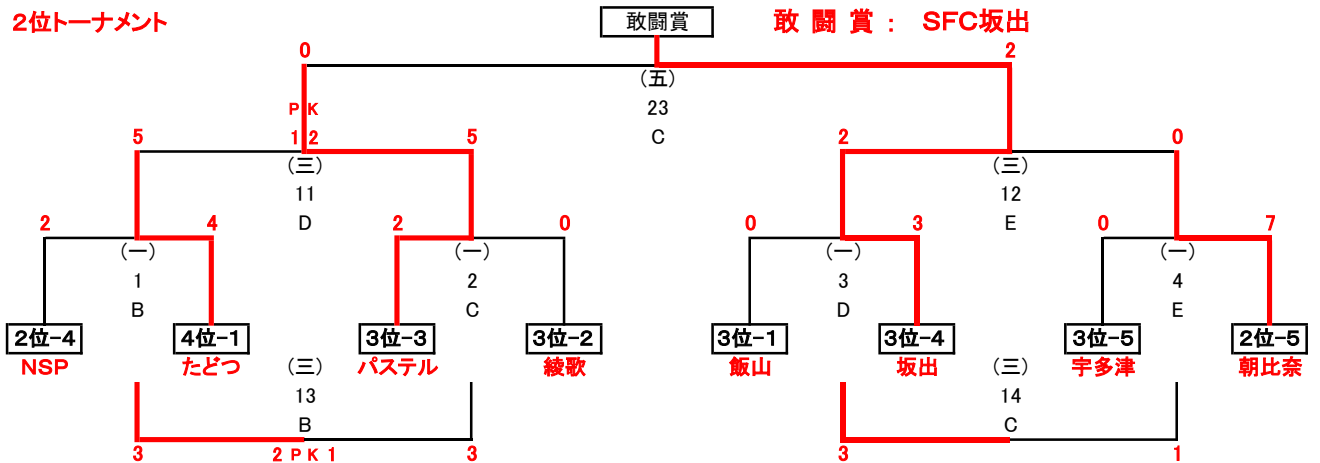 2位トーナメント
敢闘賞
敢 闘 賞 ： SFC坂出
0
2
(五)
23
C
P K
1 2
5
5
2
0
(三)
11
D
(三)
12
E
2
4
2
0
0
3
0
7
(一)
1
B
(一)
2
C
(一)
3
D
(一)
4
E
2位-4
4位-1
3位-3
3位-2
3位-1
3位-4
3位-5
2位-5
NSP
たどつ
パステル
綾歌
飯山
坂出
宇多津
朝比奈
(三)
13
B
(三)
14
C
3
2 P K 1
3
3
1